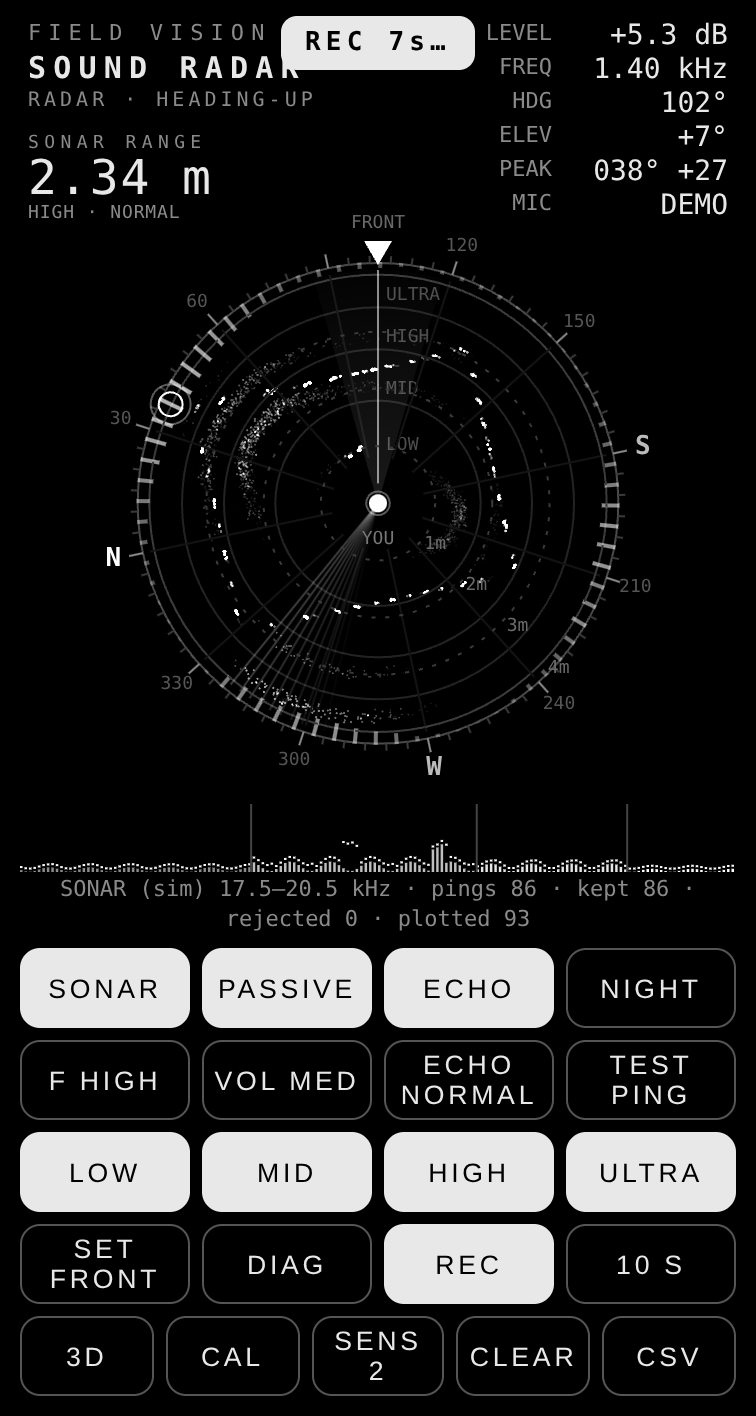 FIELD VISION
REC 7s…
SOUND RADAR
RADAR · HEADING-UP
SONAR RANGE
2.34 m
HIGH · NORMAL
LEVEL +5.3 dB
FREQ 1.40 kHz
HDG 102°
ELEV +7°
PEAK 038° +27
MIC DEMO
FRONT
120
60
ULTRA
150
HIGH
MID
30
LOW
S
YOU
1m
N
2m
210
3m
4m
330
240
300
W
SONAR (sim) 17.5–20.5 kHz · pings 86 · kept 86 ·
rejected 0 · plotted 93
SONAR PASSIVE ECHO NIGHT
F HIGH VOL MED ECHO NORMAL TEST PING
LOW MID HIGH ULTRA
SET FRONT DIAG REC 10 S
3D CAL SENS 2 CLEAR CSV